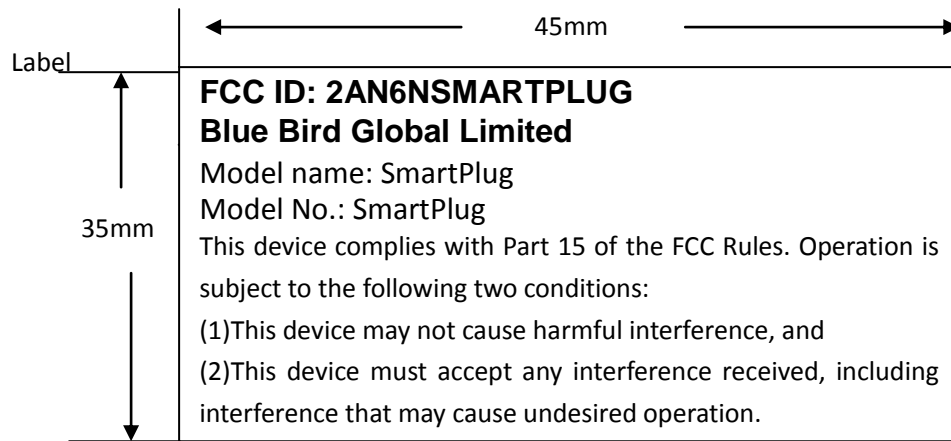 45mm
Label
FCC ID: 2AN6NSMARTPLUG
Blue Bird Global Limited
Model name: SmartPlug
Model No.: SmartPlug
35mm
This device complies with Part 15 of the FCC Rules. Operation is
subject to the following two conditions:
(1)This device may not cause harmful interference, and
(2)This device must accept any interference received, including
interference that may cause undesired operation.